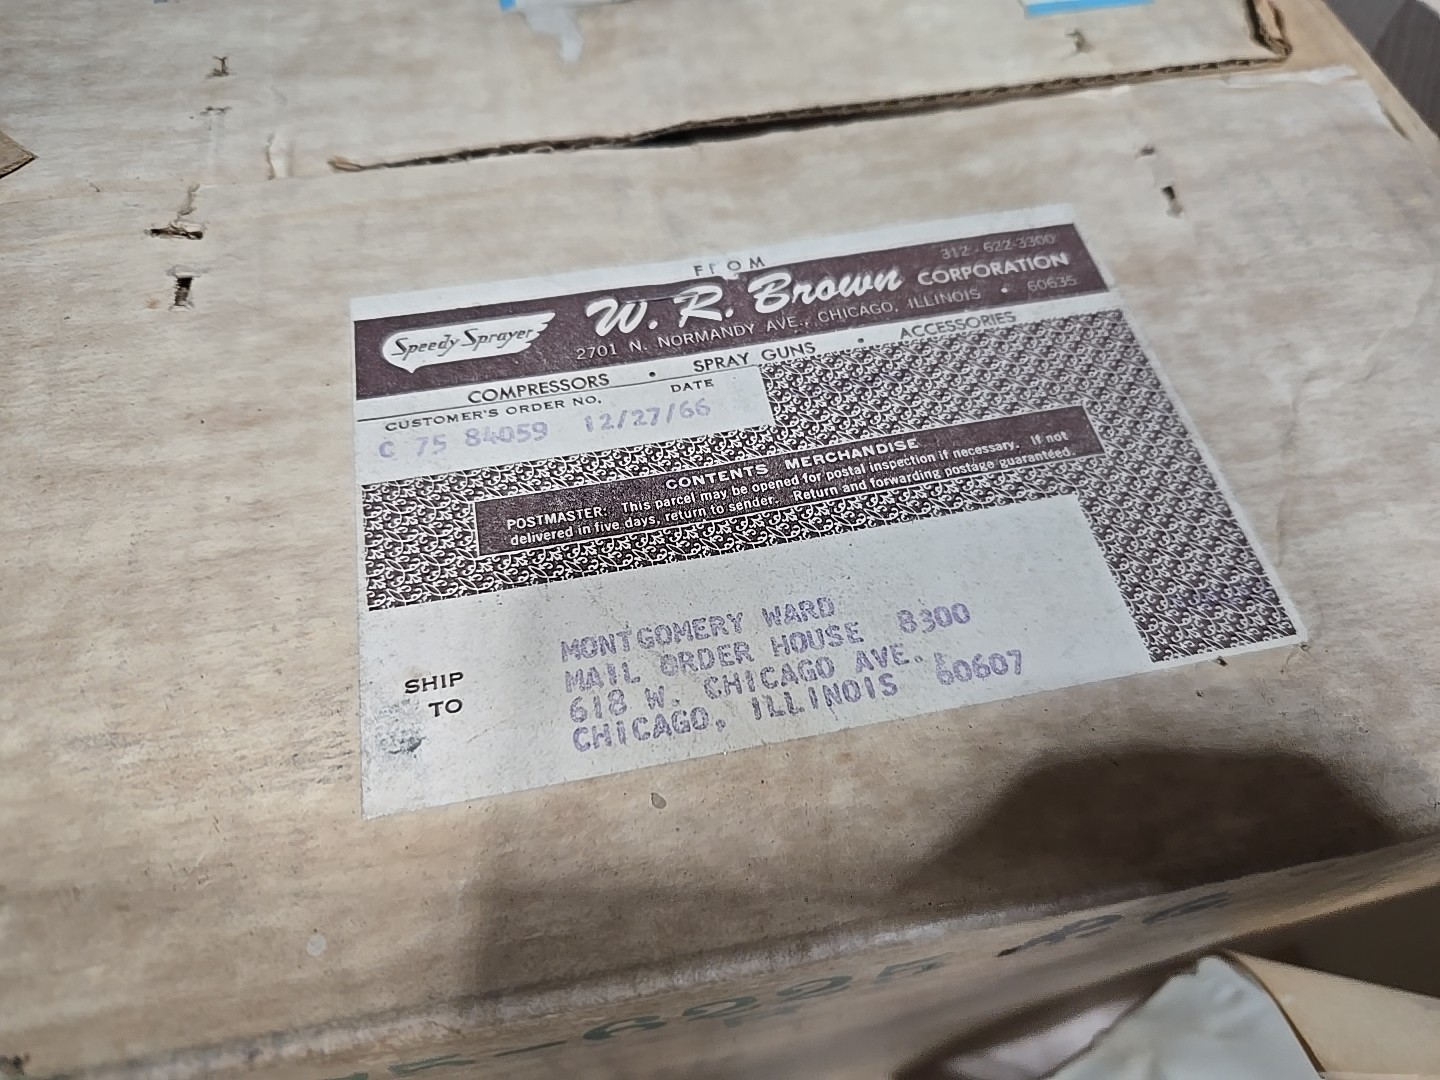 FROM
Speedy Sprayer
W. R. Brown CORPORATION
312-622-3300
2701 N. NORMANDY AVE., CHICAGO, ILLINOIS • 60635
COMPRESSORS • SPRAY GUNS • ACCESSORIES
CUSTOMER'S ORDER NO. DATE
C 75 84059 12/27/66
CONTENTS MERCHANDISE
POSTMASTER: This parcel may be opened for postal inspection if necessary. If not
delivered in five days, return to sender. Return and forwarding postage guaranteed.
SHIP
TO
MONTGOMERY WARD
MAIL ORDER HOUSE 8300
618 W. CHICAGO AVE.
CHICAGO, ILLINOIS 60607